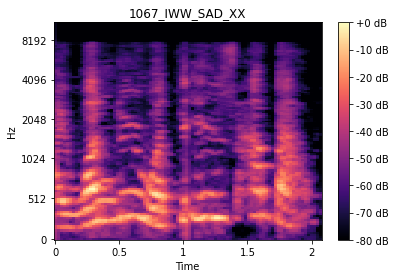 1067_IWW_SAD_XX
+0 dB
8192
-10 dB
4096
-20 dB
-30 dB
2048
Hz
-40 dB
1024
-50 dB
512
-60 dB
-70 dB
0
-80 dB
0
0.5
1
1.5
2
Time